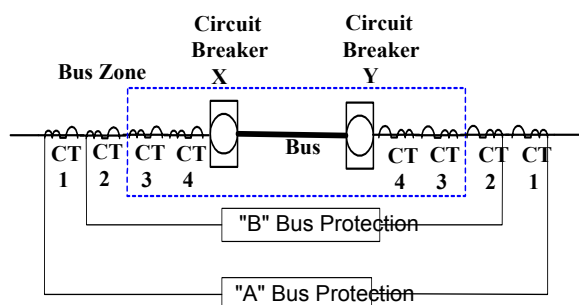 Circuit Breaker X
Circuit Breaker Y
Bus Zone
Bus
CT 1
CT 2
CT 3
CT 4
CT 4
CT 3
CT 2
CT 1
"B" Bus Protection
"A" Bus Protection